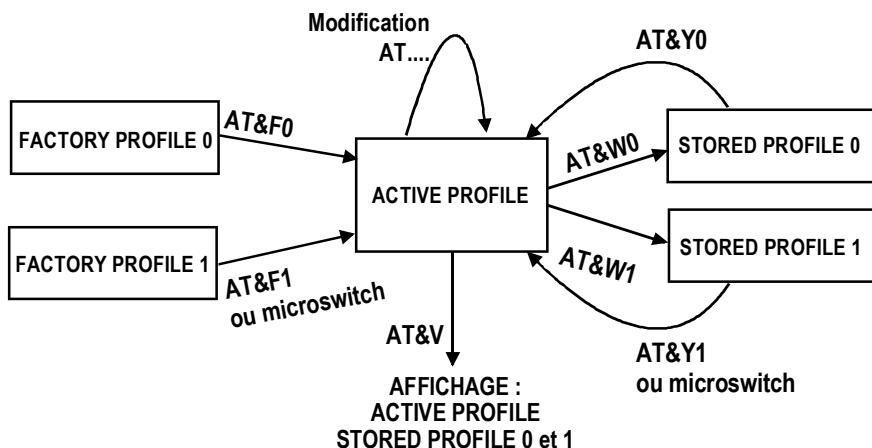 Modification
AT....
AT&Y0
FACTORY PROFILE 0
AT&F0
AT&W0
STORED PROFILE 0
ACTIVE PROFILE
FACTORY PROFILE 1
AT&F1
ou microswitch
AT&W1
STORED PROFILE 1
AT&V
AT&Y1
ou microswitch
AFFICHAGE :
ACTIVE PROFILE
STORED PROFILE 0 et 1